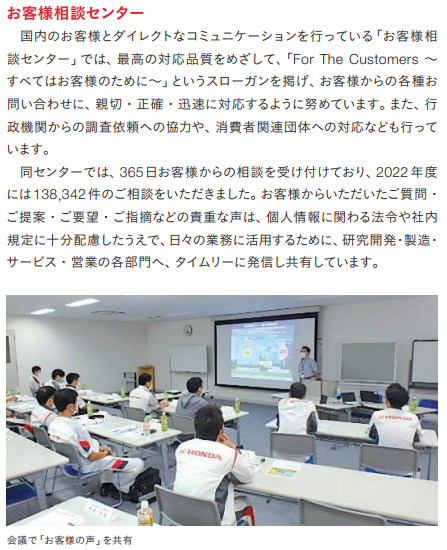 お客様相談センター
国内のお客様とダイレクトなコミュニケーションを行っている「お客様相
談センター」では、最高の対応品質をめざして、「For The Customers ～
すべてはお客様のために～」というスローガンを掲げ、お客様からの各種お
問い合わせに、親切・正確・迅速に対応するように努めています。また、行
政機関からの調査依頼への協力や、消費者関連団体への対応なども行って
います。
同センターでは、365日お客様からの相談を受け付けており、2022年度
には138,342件のご相談をいただきました。お客様からいただいたご質問・
ご提案・ご要望・ご指摘などの貴重な声は、個人情報に関わる法令や社内
規定に十分配慮したうえで、日々の業務に活用するために、研究開発・製造・
サービス・営業の各部門へ、タイムリーに発信し共有しています。
HONDA
HONDA
会議で「お客様の声」を共有